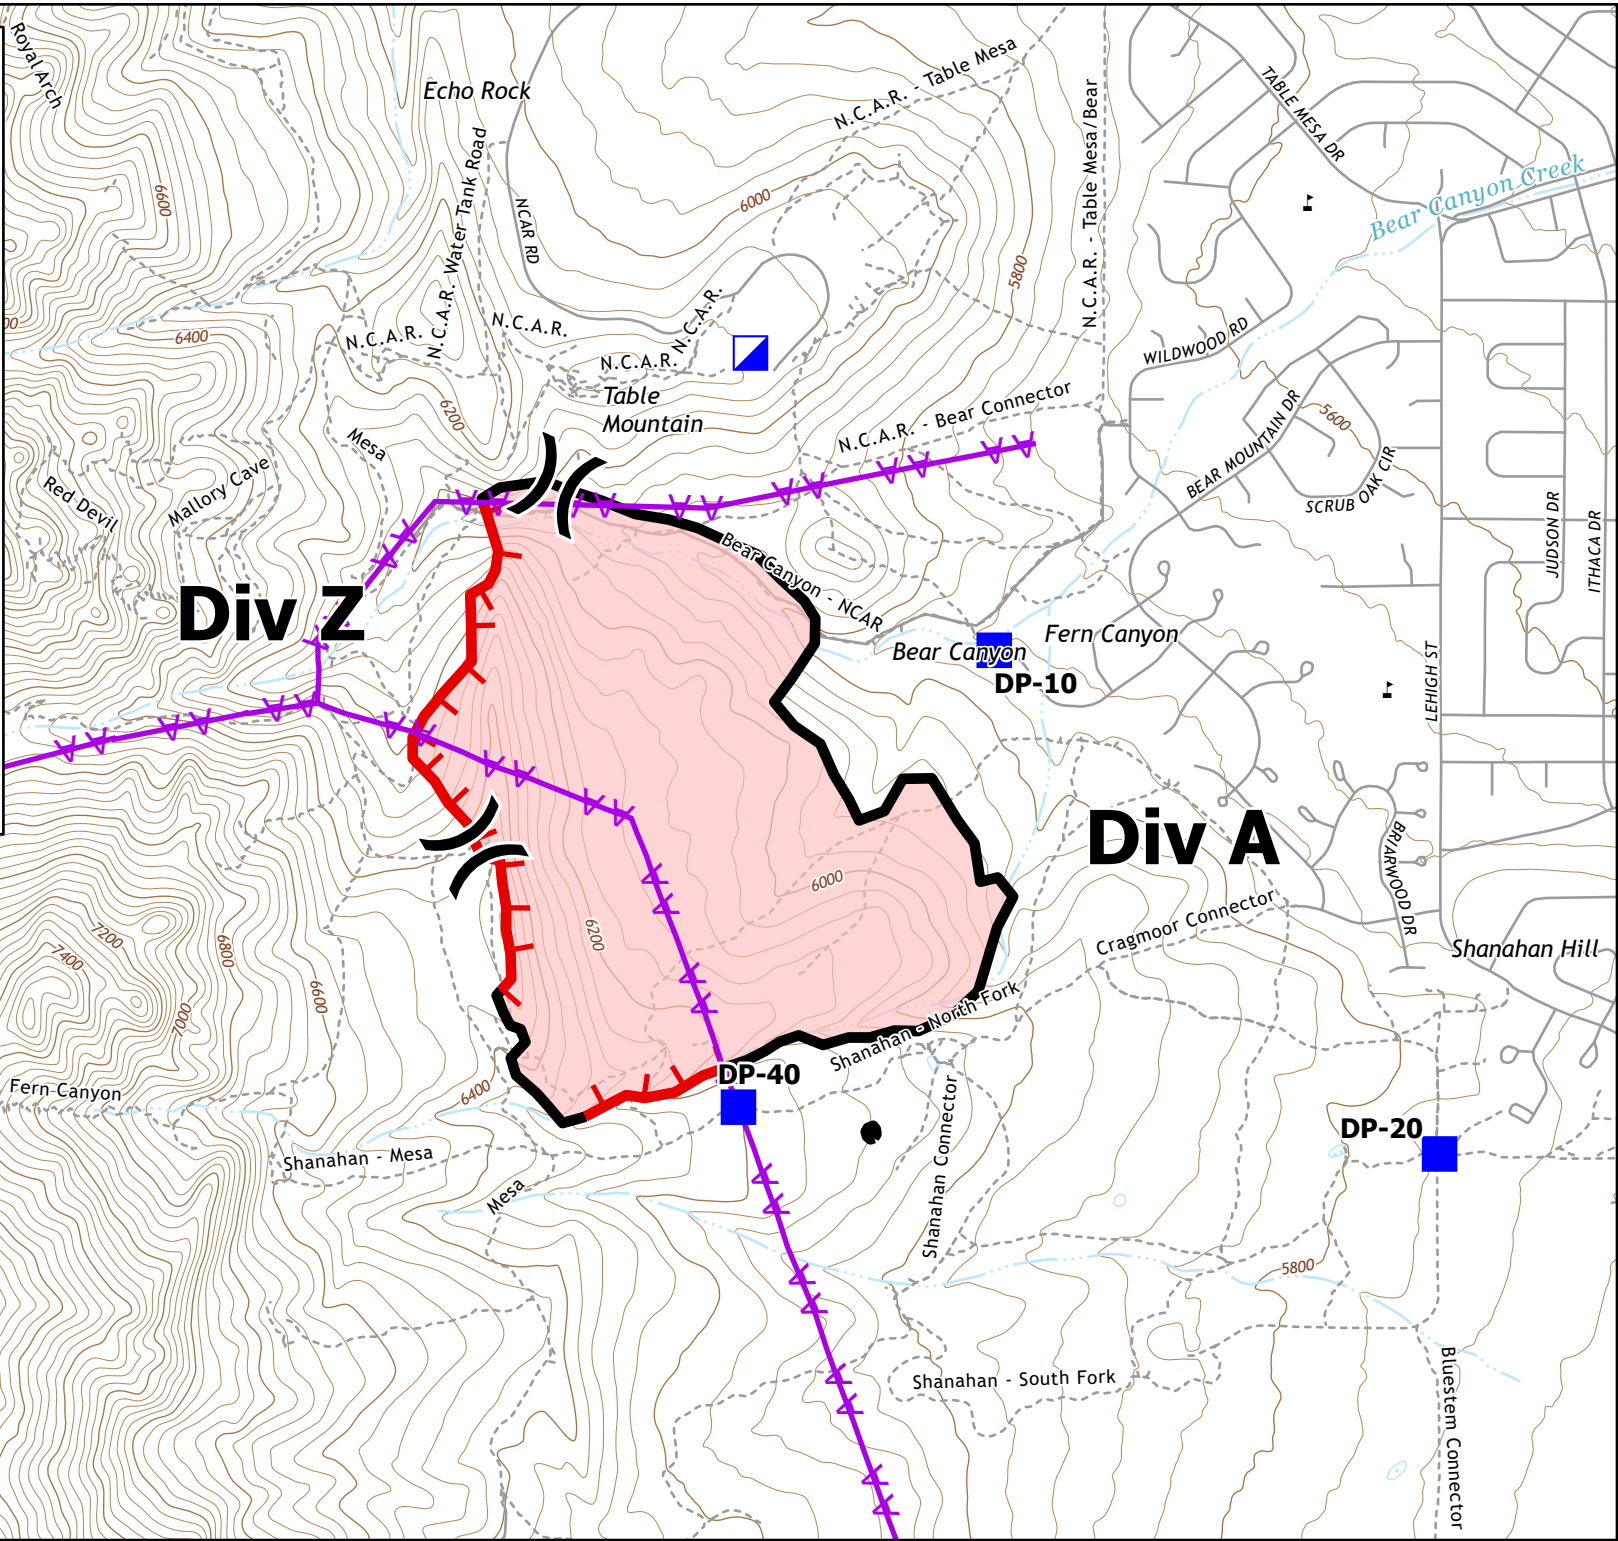 Royal Arch
Echo Rock
N.C.A.R. - Table Mesa
TABLE MESA DR
N.C.A.R. - Table Mesa/Bear
Bear Canyon Creek
6600
6000
N.C.A.R. Water Tank Road
NCAR RD
5800
00
6400
N.C.A.R.
N.C.A.R.
N.C.A.R.
N.C.A.R.
WILDWOOD RD
Table
Mountain
6200
N.C.A.R. - Bear Connector
5600
BEAR MOUNTAIN DR
SCRUB OAK CIR
Mesa
Mallory Cave
Red Devil
JUDSON DR
ITHACA DR
Bear Canyon - NCAR
Div Z
Fern Canyon
Bear Canyon
DP-10
LEHIGH ST
Div A
BRIARWOOD DR
6000
6200
Cragmoor Connector
Shanahan Hill
7200
7400
6800
6600
7000
Shanahan - North Fork
DP-40
Fern Canyon
6400
Shanahan Connector
DP-20
Shanahan - Mesa
Mesa
5800
Shanahan - South Fork
Bluestem Connector